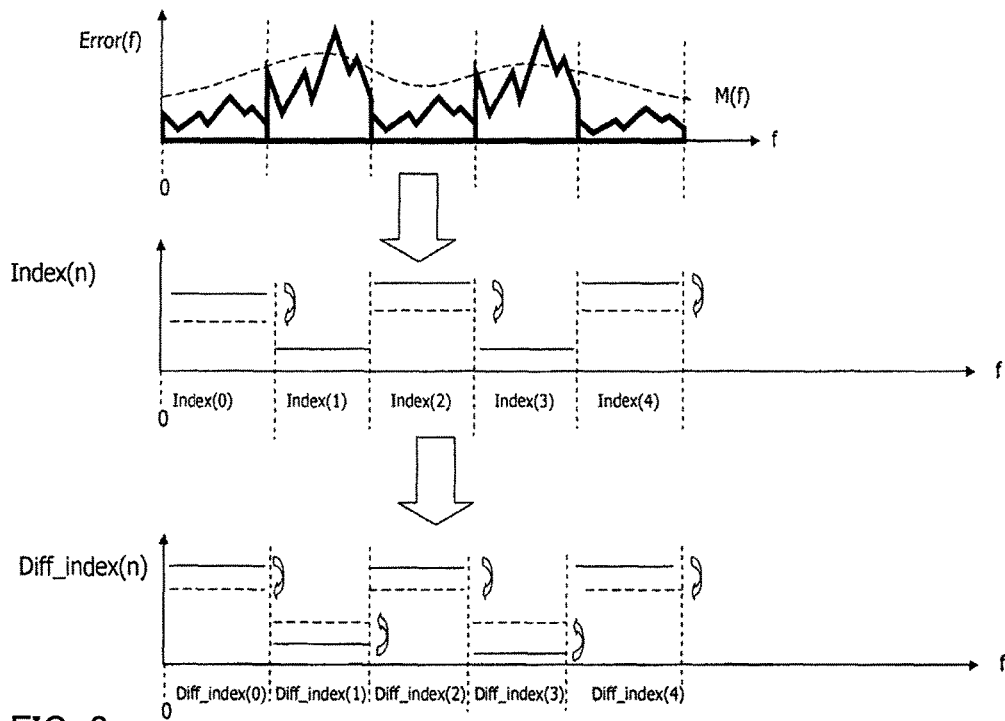 Error(f)
M(f)
f
0
Index(n)
f
Index(0) Index(1) Index(2) Index(3) Index(4)
0
Diff_index(n)
f
Diff_index(0) Diff_index(1) Diff_index(2) Diff_index(3) Diff_index(4)
0